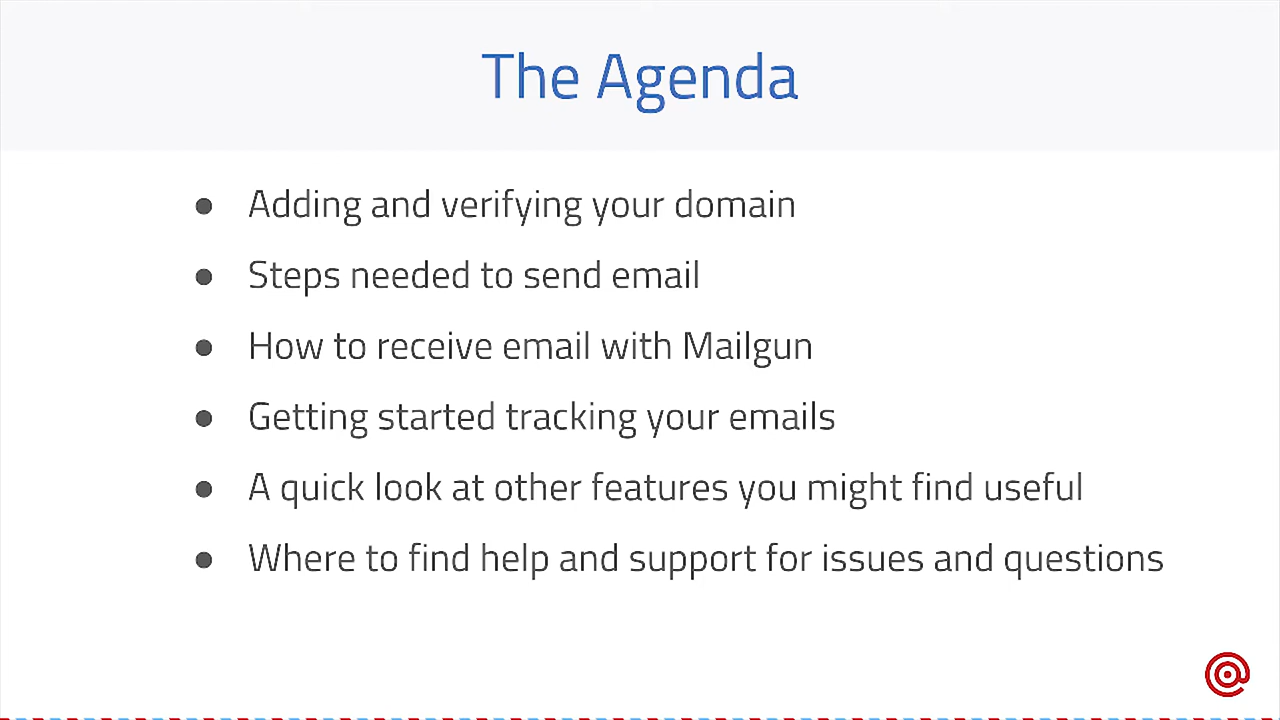 The Agenda
● Adding and verifying your domain
● Steps needed to send email
● How to receive email with Mailgun
● Getting started tracking your emails
● A quick look at other features you might find useful
● Where to find help and support for issues and questions